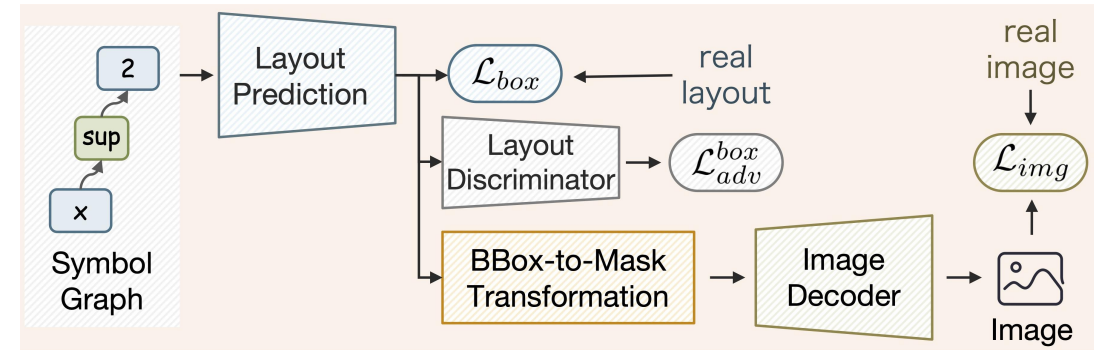 2
sup
x
Symbol
Graph
Layout
Prediction
ℒ_box
real
layout
Layout
Discriminator
ℒ_adv^box
BBox-to-Mask
Transformation
Image
Decoder
real
image
ℒ_img
Image